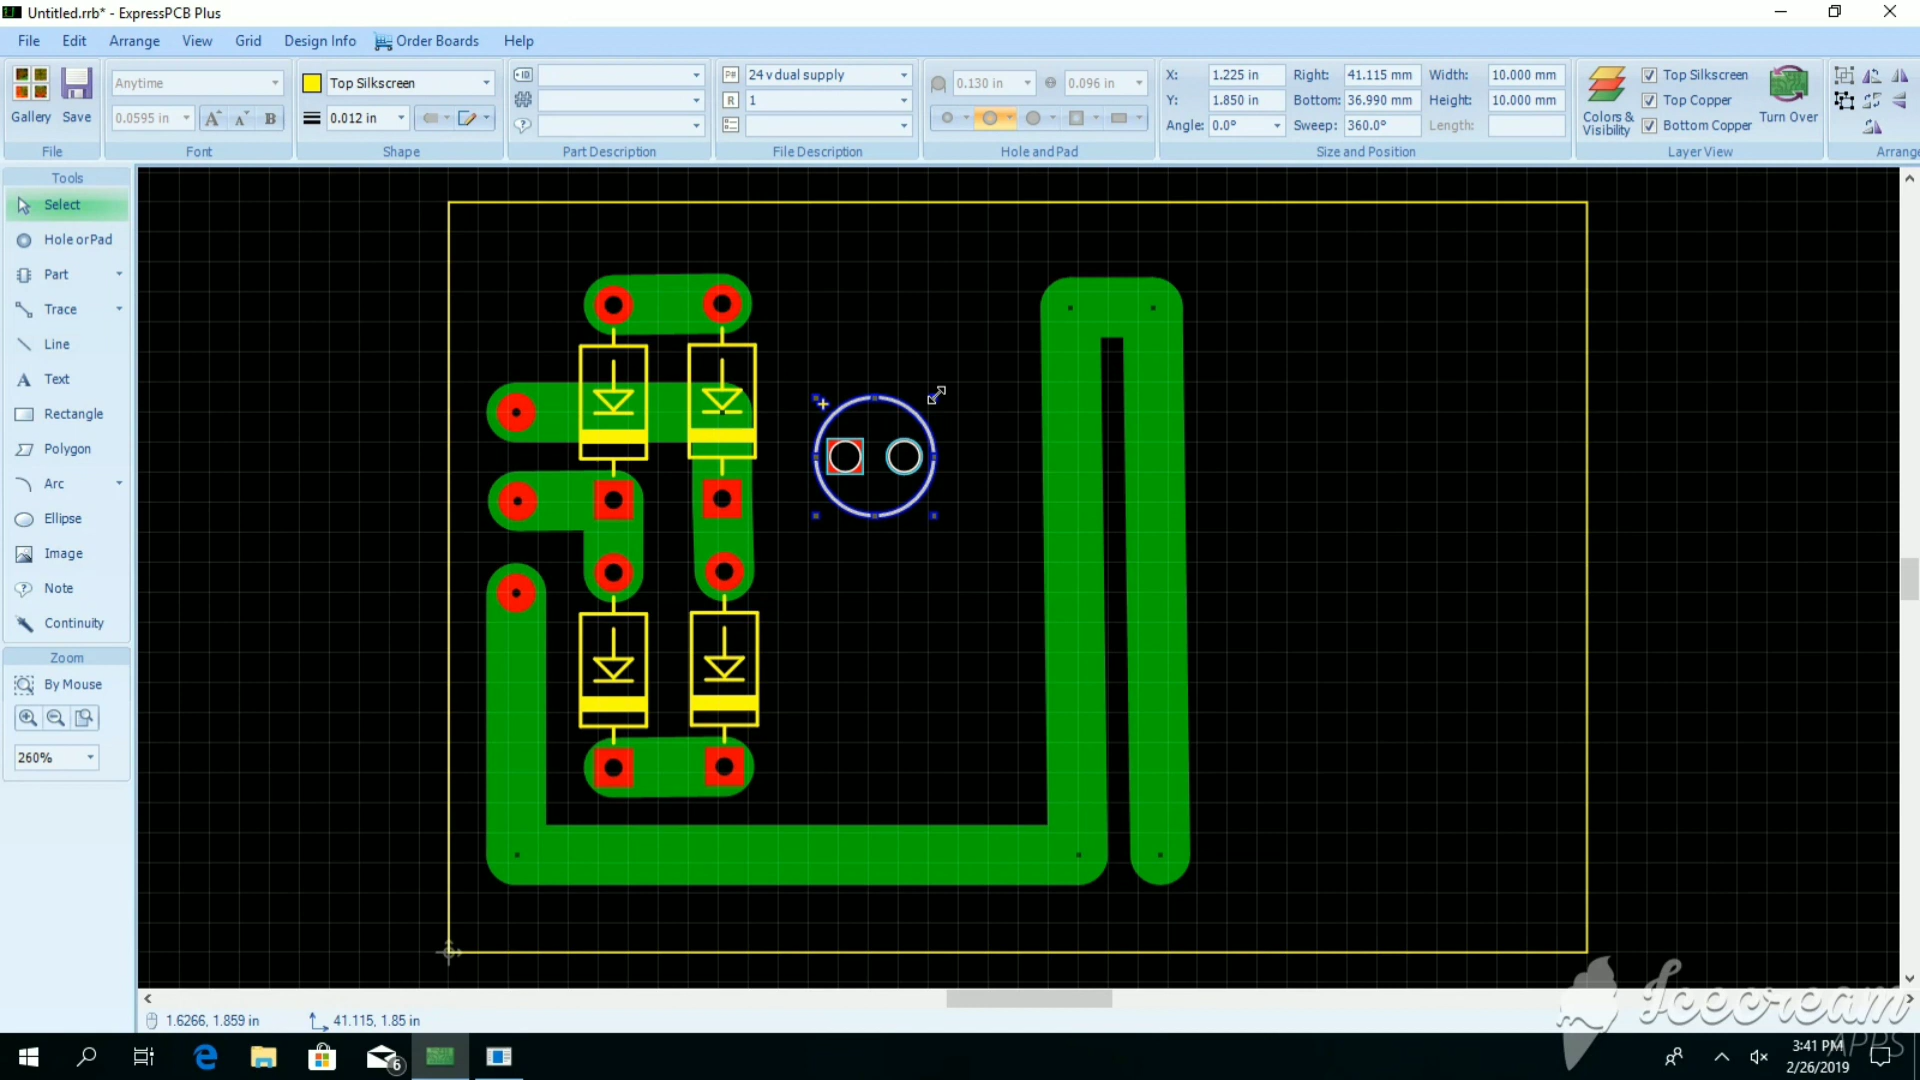 Untitled.rrb* - ExpressPCB Plus
File Edit Arrange View Grid Design Info Order Boards Help
Anytime Top Silkscreen ID P# 24 v dual supply 0.130 in 0.096 in X: 1.225 in Right: 41.115 mm Width: 10.000 mm Top Silkscreen
R 1 Y: 1.850 in Bottom: 36.990 mm Height: 10.000 mm Top Copper
Gallery Save 0.0595 in A A B 0.012 in Angle: 0.0° Sweep: 360.0° Length: Colors & Visibility Bottom Copper Turn Over
File Font Shape Part Description File Description Hole and Pad Size and Position Layer View Arrange
Tools
Select
Hole or Pad
Part
Trace
Line
Text
Rectangle
Polygon
Arc
Ellipse
Image
Note
Continuity
Zoom
By Mouse
260%
1.6266, 1.859 in 41.115, 1.85 in
Icecream
APPS
6
3:41 PM
2/26/2019